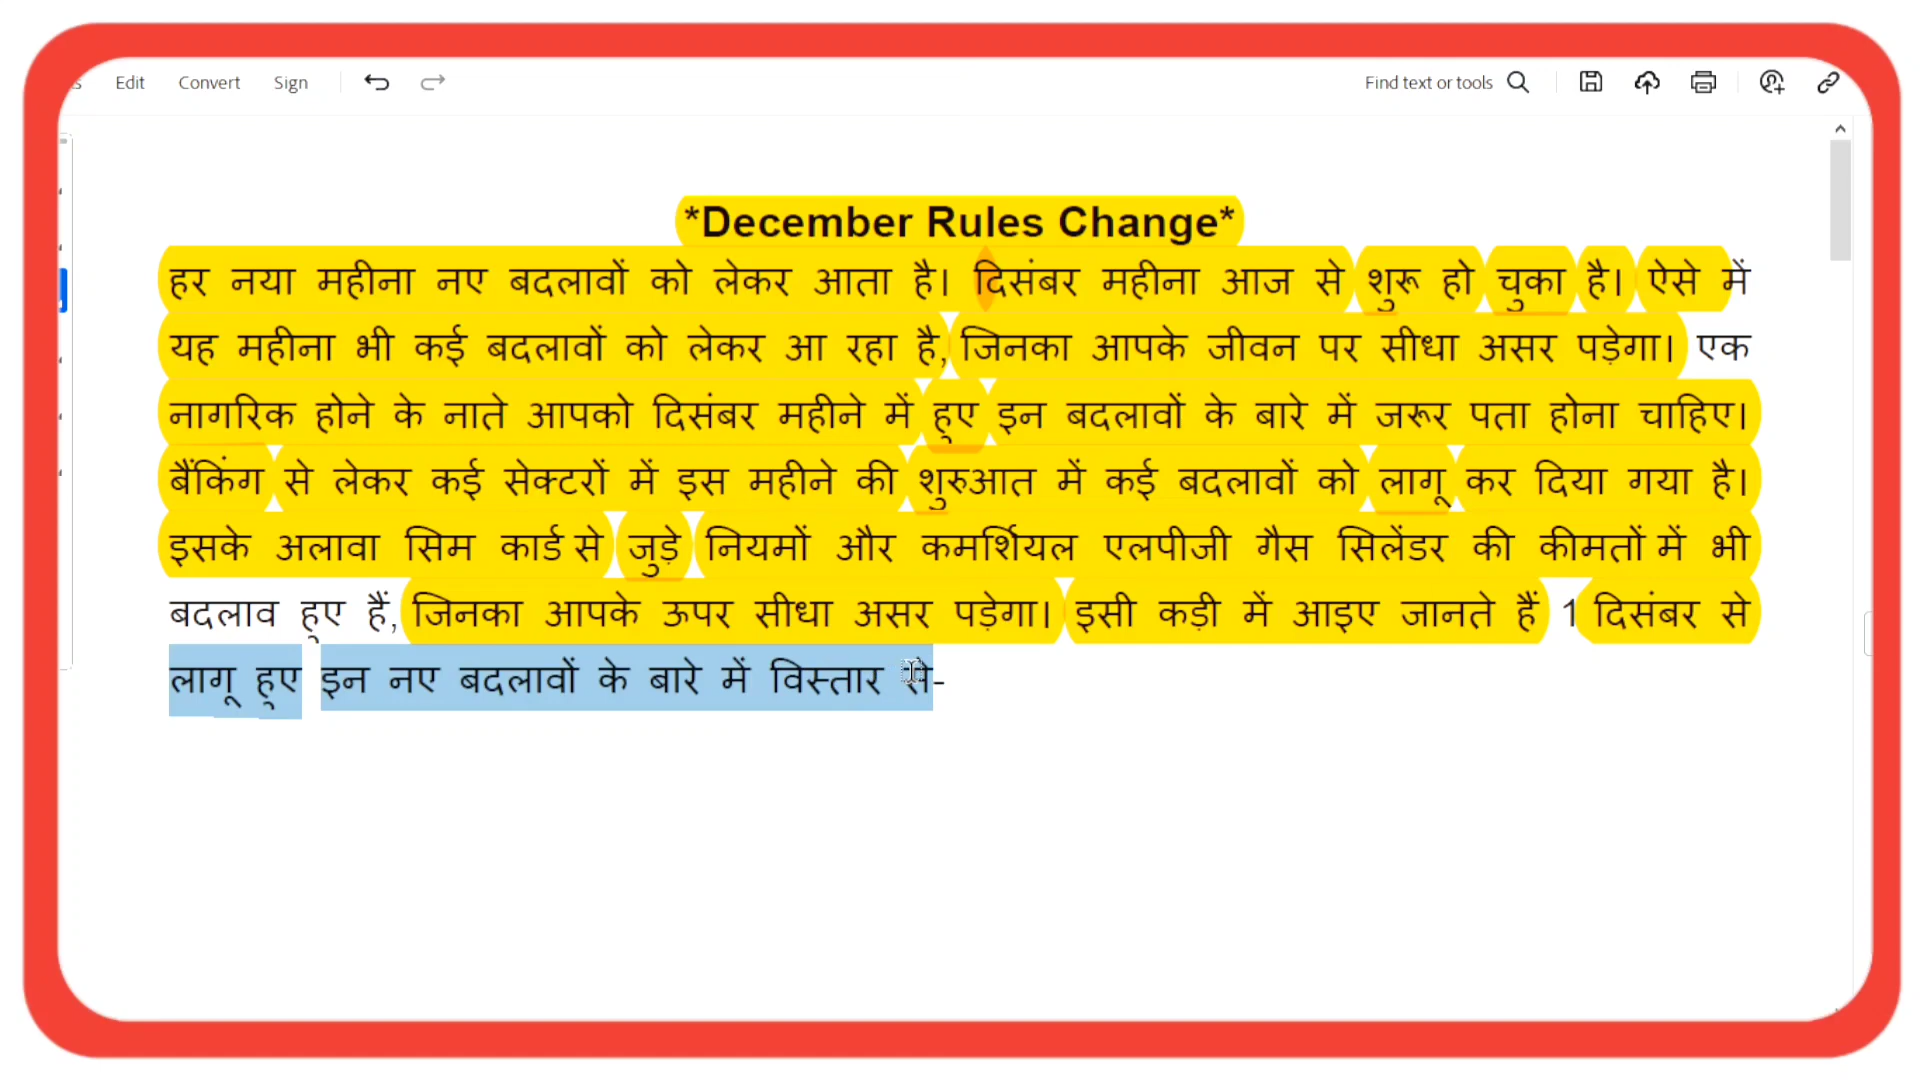 Edit Convert Sign Find text or tools
*December Rules Change*
हर नया महीना नए बदलावों को लेकर आता है। दिसंबर महीना आज से शुरू हो चुका है। ऐसे में
यह महीना भी कई बदलावों को लेकर आ रहा है, जिनका आपके जीवन पर सीधा असर पड़ेगा। एक
नागरिक होने के नाते आपको दिसंबर महीने में हुए इन बदलावों के बारे में जरूर पता होना चाहिए।
बैंकिंग से लेकर कई सेक्टरों में इस महीने की शुरुआत में कई बदलावों को लागू कर दिया गया है।
इसके अलावा सिम कार्ड से जुड़े नियमों और कमर्शियल एलपीजी गैस सिलेंडर की कीमतों में भी
बदलाव हुए हैं, जिनका आपके ऊपर सीधा असर पड़ेगा। इसी कड़ी में आइए जानते हैं 1 दिसंबर से
लागू हुए इन नए बदलावों के बारे में विस्तार से-